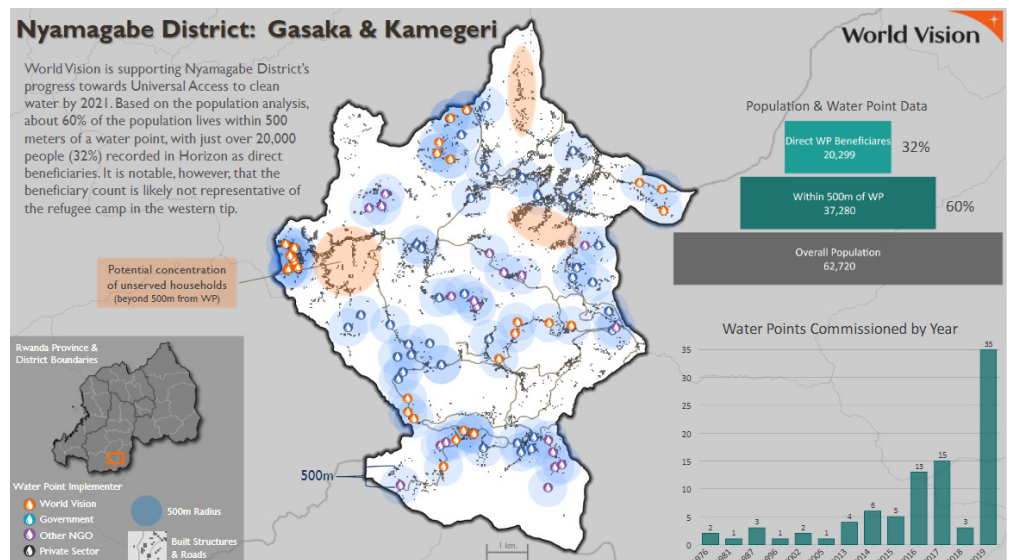 Nyamagabe District: Gasaka & Kamegeri
World Vision
World Vision is supporting Nyamagabe District's
progress towards Universal Access to clean
water by 2021. Based on the population analysis,
about 60% of the population lives within 500
meters of a water point, with just over 20,000
people (32%) recorded in Horizon as direct
beneficiaries. It is notable, however, that the
beneficiary count is likely not representative of
the refugee camp in the western tip.
Potential concentration
of unserved households
(beyond 500m from WP)
Population & Water Point Data
Direct WP Beneficiares
20,299
32%
Within 500m of WP
37,280
60%
Overall Population
62,720
Rwanda Province &
District Boundaries
Water Point Implementer
World Vision
Government
Other NGO
Private Sector
500m Radius
Built Structures
& Roads
500m
1 km.
Water Points Commissioned by Year
35
30
25
20
15
10
5
0
2 1 3 1 2 1 4 6 5 13 15 3 35
2016 2017